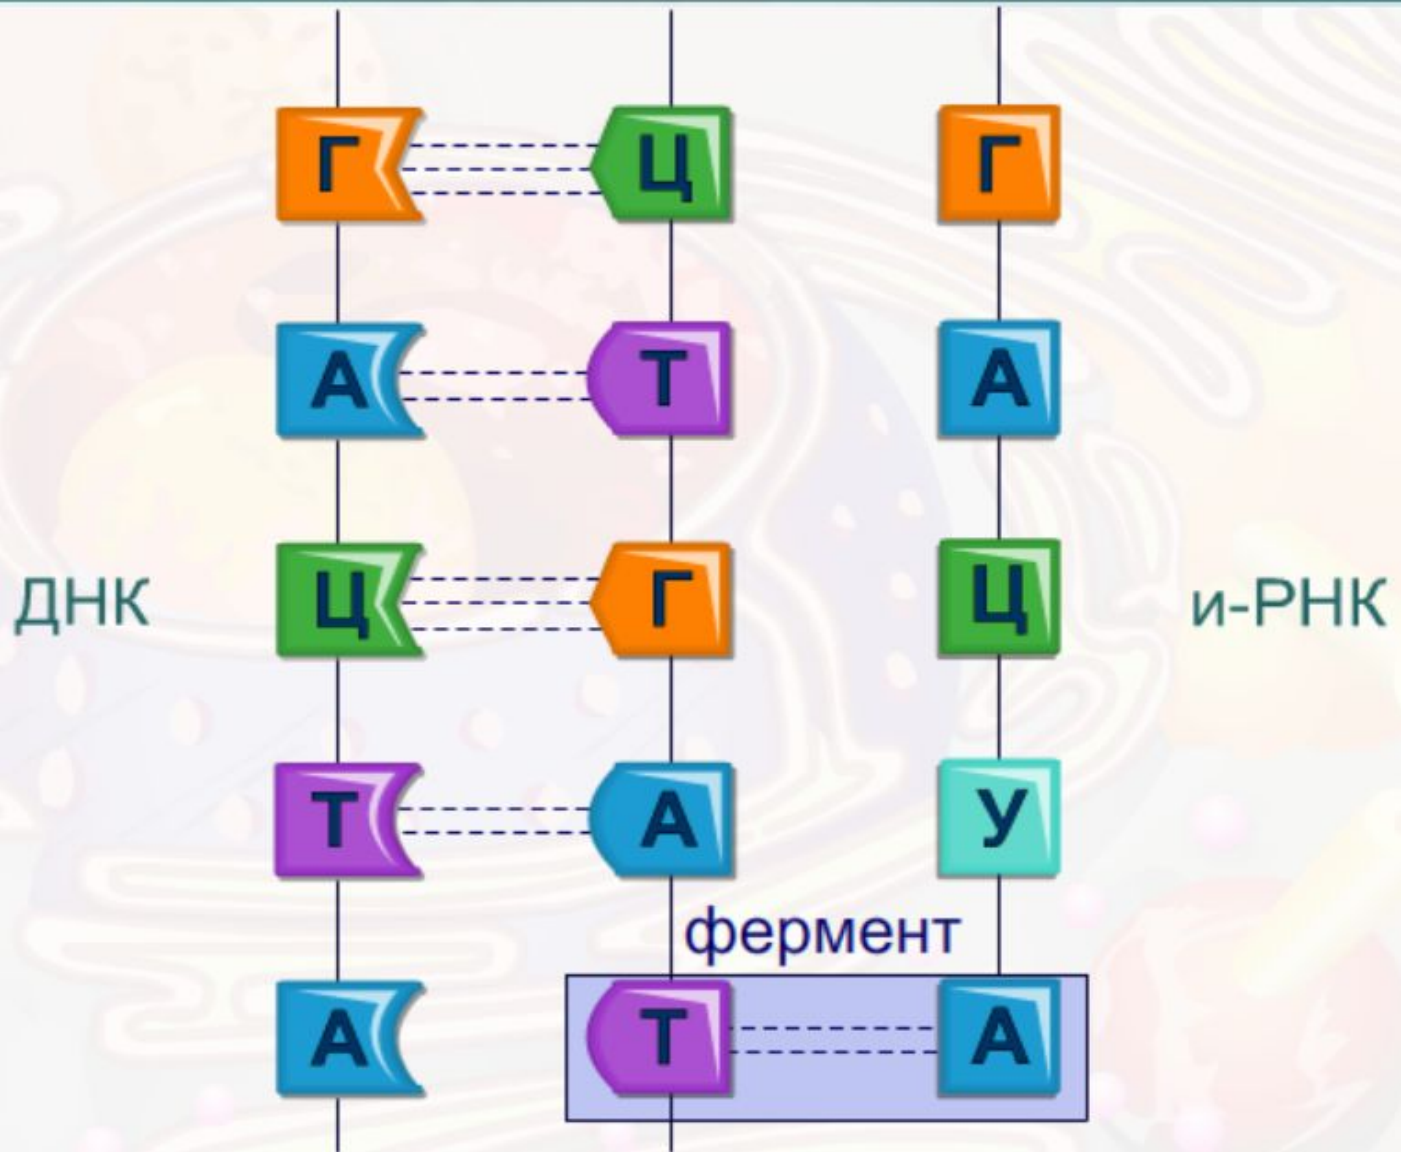 Г Ц Г
А Т А
ДНК Ц Г Ц и-РНК
Т А У
фермент
А Т А